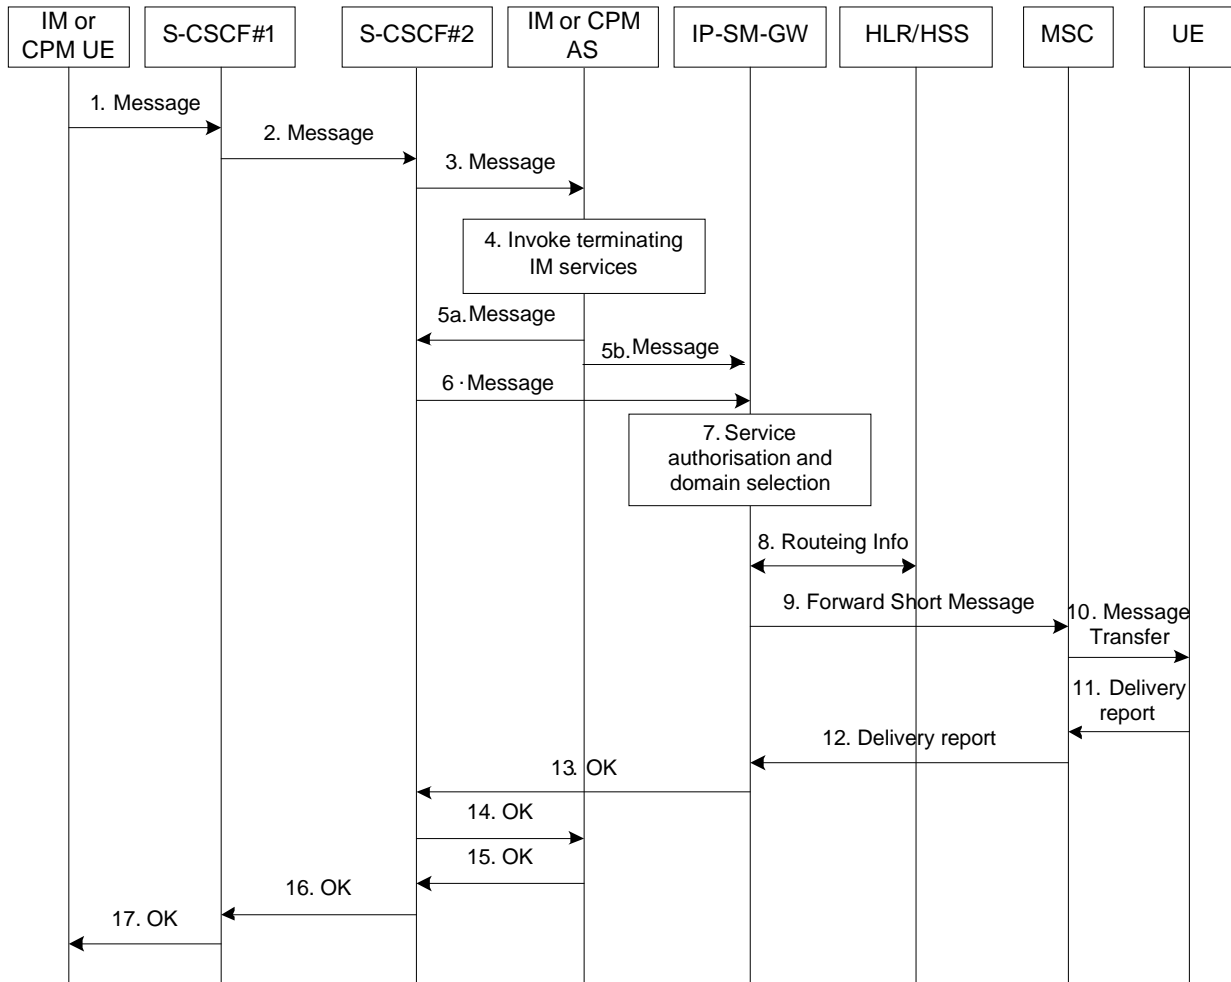 IM or
CPM UE
S-CSCF#1
S-CSCF#2
IM or CPM
AS
IP-SM-GW
HLR/HSS
MSC
UE
1. Message
2. Message
3. Message
4. Invoke terminating
IM services
5a. Message
5b. Message
6. Message
7. Service
authorisation and
domain selection
8. Routeing Info
9. Forward Short Message
10. Message
Transfer
11. Delivery
report
12. Delivery report
13. OK
14. OK
15. OK
16. OK
17. OK